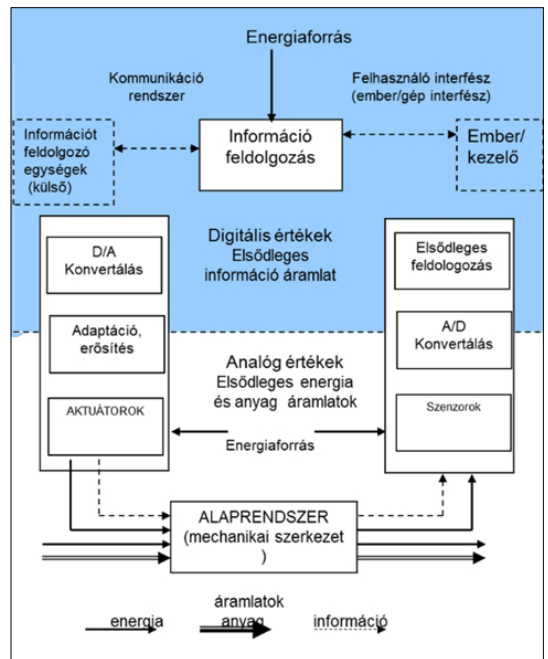 Energiaforrás
Kommunikáció
rendszer
Felhasználó interfész
(ember/gép interfész)
Információt
feldolgozó
egységek
(külső)
Információ
feldolgozás
Ember/
kezelő
D/A
Konvertálás
Adaptáció,
erősítés
AKTUÁTOROK
Digitális értékek
Elsődleges
információ áramlat
Analóg értékek
Elsődleges energia
és anyag áramlatok
Energiaforrás
Elsődleges
feldologozás
A/D
Konvertálás
Szenzorok
ALAPRENDSZER
(mechanikai szerkezet
)
áramlatok
energia
anyag
információ